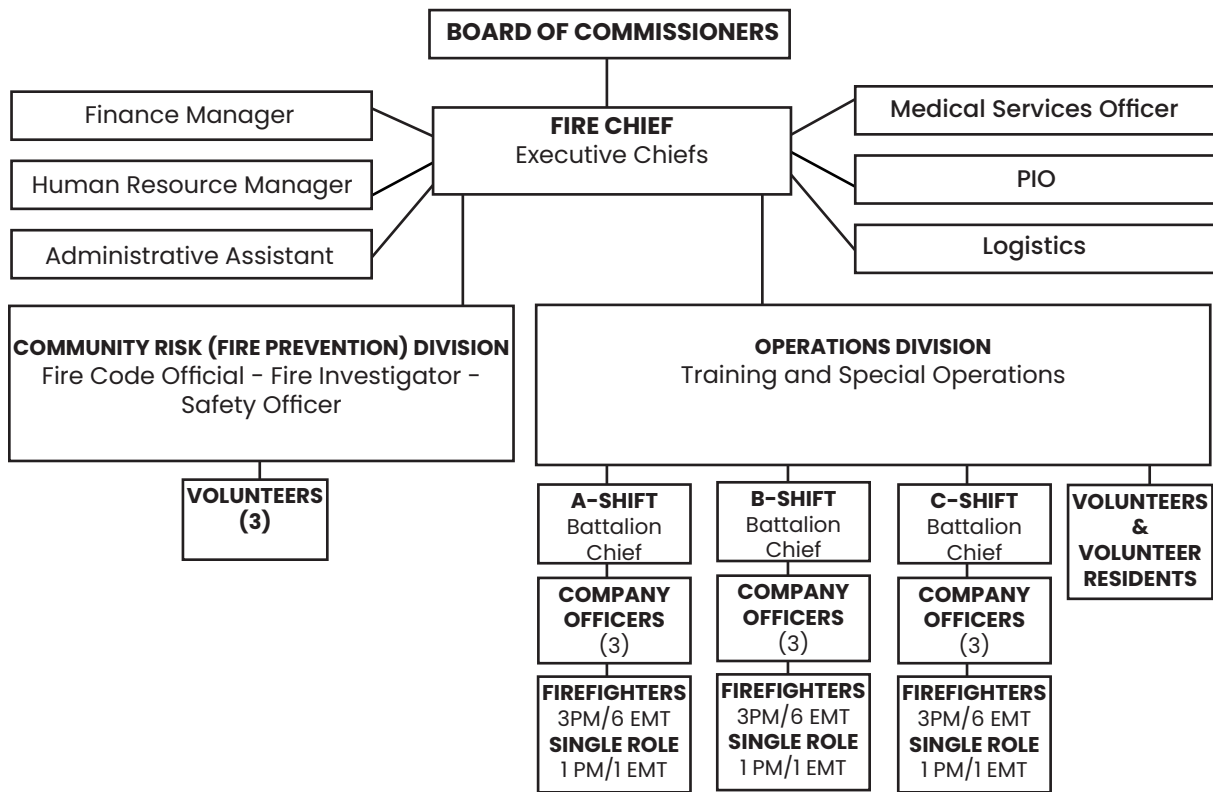 BOARD OF COMMISSIONERS
Finance Manager
Human Resource Manager
Administrative Assistant
FIRE CHIEF
Executive Chiefs
Medical Services Officer
PIO
Logistics
COMMUNITY RISK (FIRE PREVENTION) DIVISION
Fire Code Official - Fire Investigator -
Safety Officer
VOLUNTEERS
(3)
OPERATIONS DIVISION
Training and Special Operations
A-SHIFT
Battalion
Chief
COMPANY
OFFICERS
(3)
FIREFIGHTERS
3PM/6 EMT
SINGLE ROLE
1 PM/1 EMT
B-SHIFT
Battalion
Chief
COMPANY
OFFICERS
(3)
FIREFIGHTERS
3PM/6 EMT
SINGLE ROLE
1 PM/1 EMT
C-SHIFT
Battalion
Chief
COMPANY
OFFICERS
(3)
FIREFIGHTERS
3PM/6 EMT
SINGLE ROLE
1 PM/1 EMT
VOLUNTEERS
&
VOLUNTEER
RESIDENTS